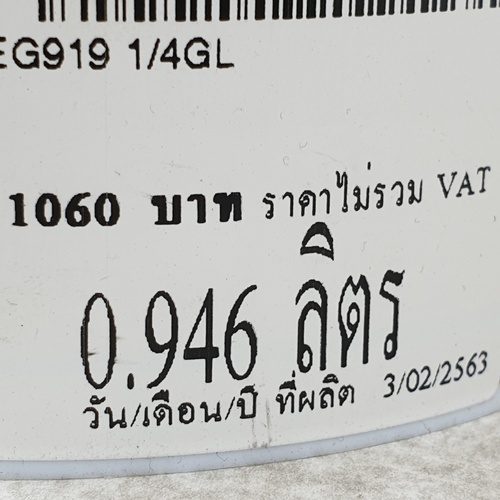 EG919 1/4GL
1060 บาท ราคาไม่รวม VAT
0.946 ลิตร
วัน/เดือน/ปี ที่ผลิต 3/02/2563